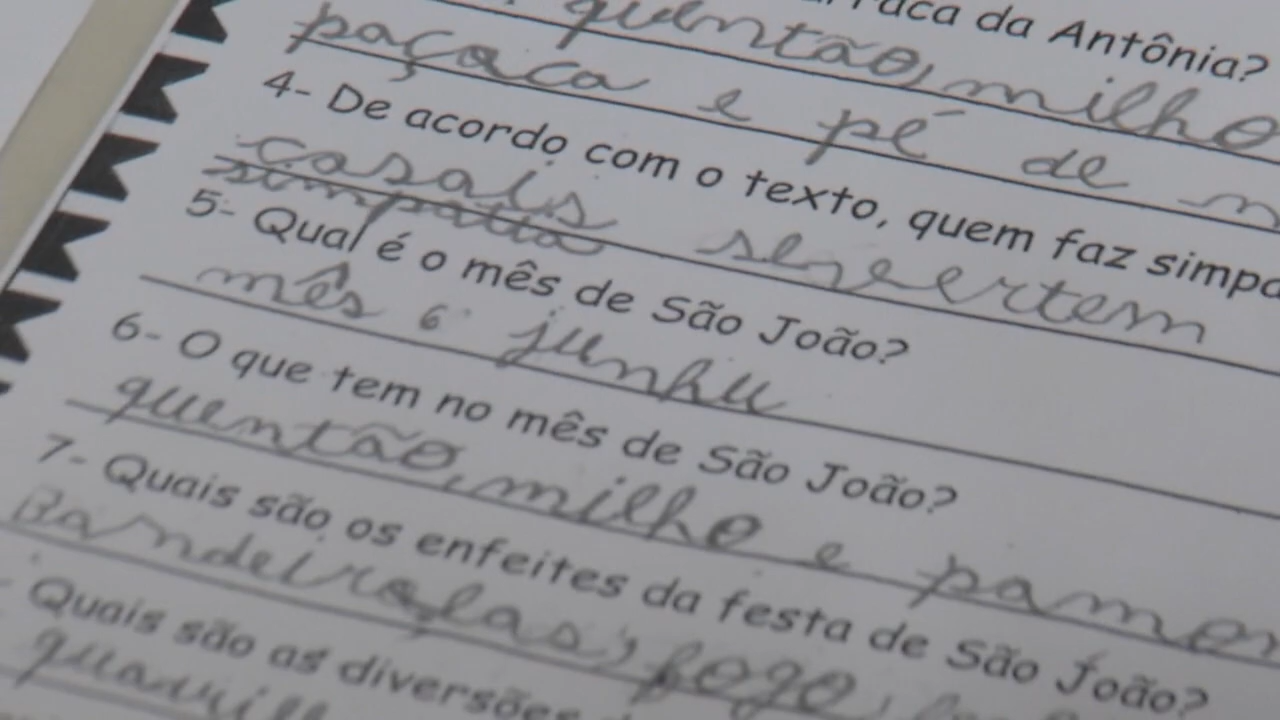 da Antônia?
quentão, milho
paçoca e pé de
4- De acordo com o texto, quem faz simpa
casais
simpatia
5- Qual é o mês de São João?
mês 6 junhu
6- O que tem no mês de São João?
quentão, milho e pamon
7- Quais são os enfeites da festa de São João?
Bandeirolas, fogo,
Quais são as diversões
quadrill